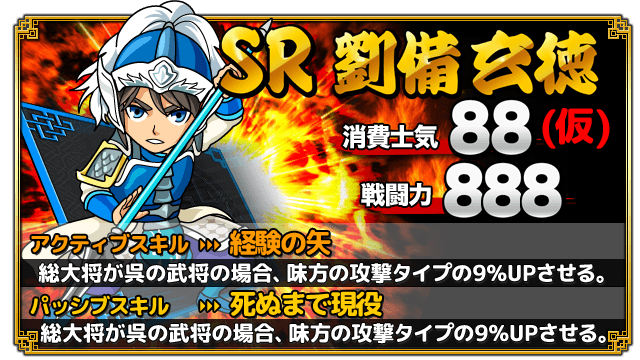 SR 劉備玄徳
消費士気 88 (仮)
戦闘力 888
アクティブスキル ››› 経験の矢
総大将が呉の武将の場合、味方の攻撃タイプの9%UPさせる。
パッシブスキル ››› 死ぬまで現役
総大将が呉の武将の場合、味方の攻撃タイプの9%UPさせる。